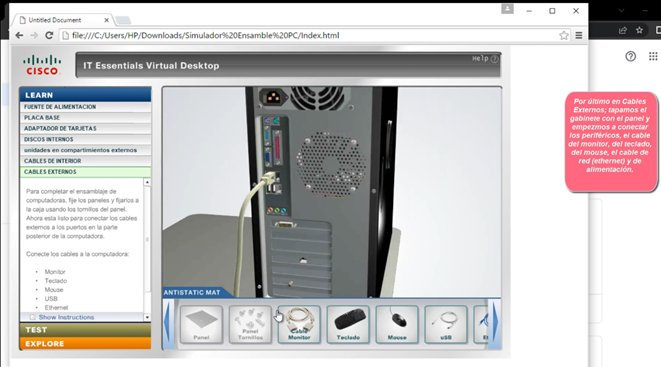 Untitled Document
file:///C:/Users/HP/Downloads/Simulador%20Ensamble%20PC/Index.html
CISCO
IT Essentials Virtual Desktop
Help ?
LEARN
FUENTE DE ALIMENTACION
PLACA BASE
ADAPTADOR DE TARJETAS
DISCOS INTERNOS
unidades en compartimientos externos
CABLES DE INTERIOR
CABLES EXTERNOS
Para completar el ensamblaje de
computadoras, fije los paneles y fijarlos a
la caja usando los tornillos del panel.
Ahora esta listo para conectar los cables
externos a los puertos en la parte
posterior de la computadora.
Conecte los cables a la computadora:
• Monitor
• Teclado
• Mouse
• USB
• Ethernet
Show Instructions
TEST
EXPLORE
ANTISTATIC MAT
Panel
Panel
Tornillos
Cable
Monitor
Teclado
Mouse
uSB
Por último en Cables
Externos; tapamos el
gabinete con el panel y
empezmos a conectar
los periféricos, el cable
del monitor, del teclado,
del mouse, el cable de
red (ethernet) y de
alimentación.